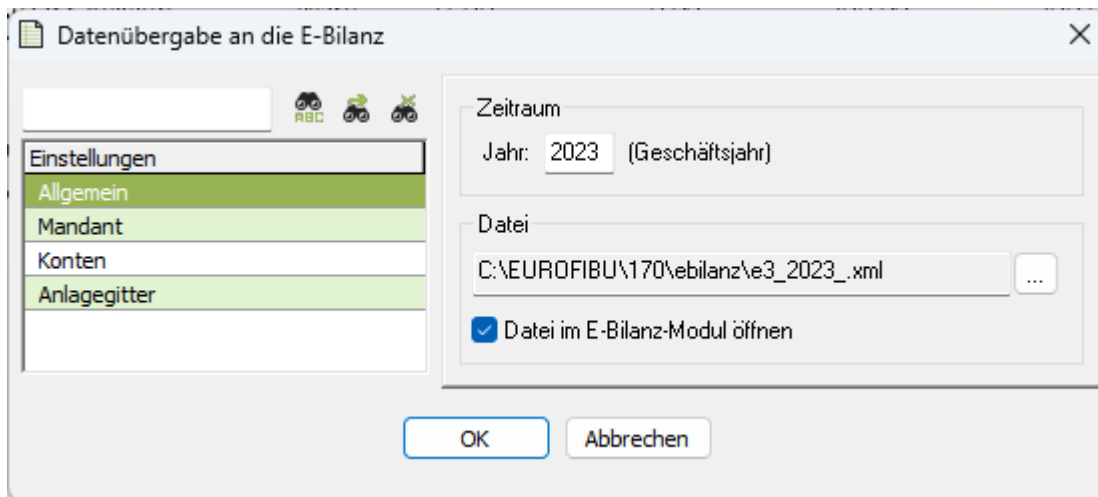 Datenübergabe an die E-Bilanz
ABC
Einstellungen
Allgemein
Mandant
Konten
Anlagegitter
Zeitraum
Jahr: 2023 (Geschäftsjahr)
Datei
C:\EUROFIBU\170\ebilanz\e3_2023_.xml
...
Datei im E-Bilanz-Modul öffnen
OK Abbrechen